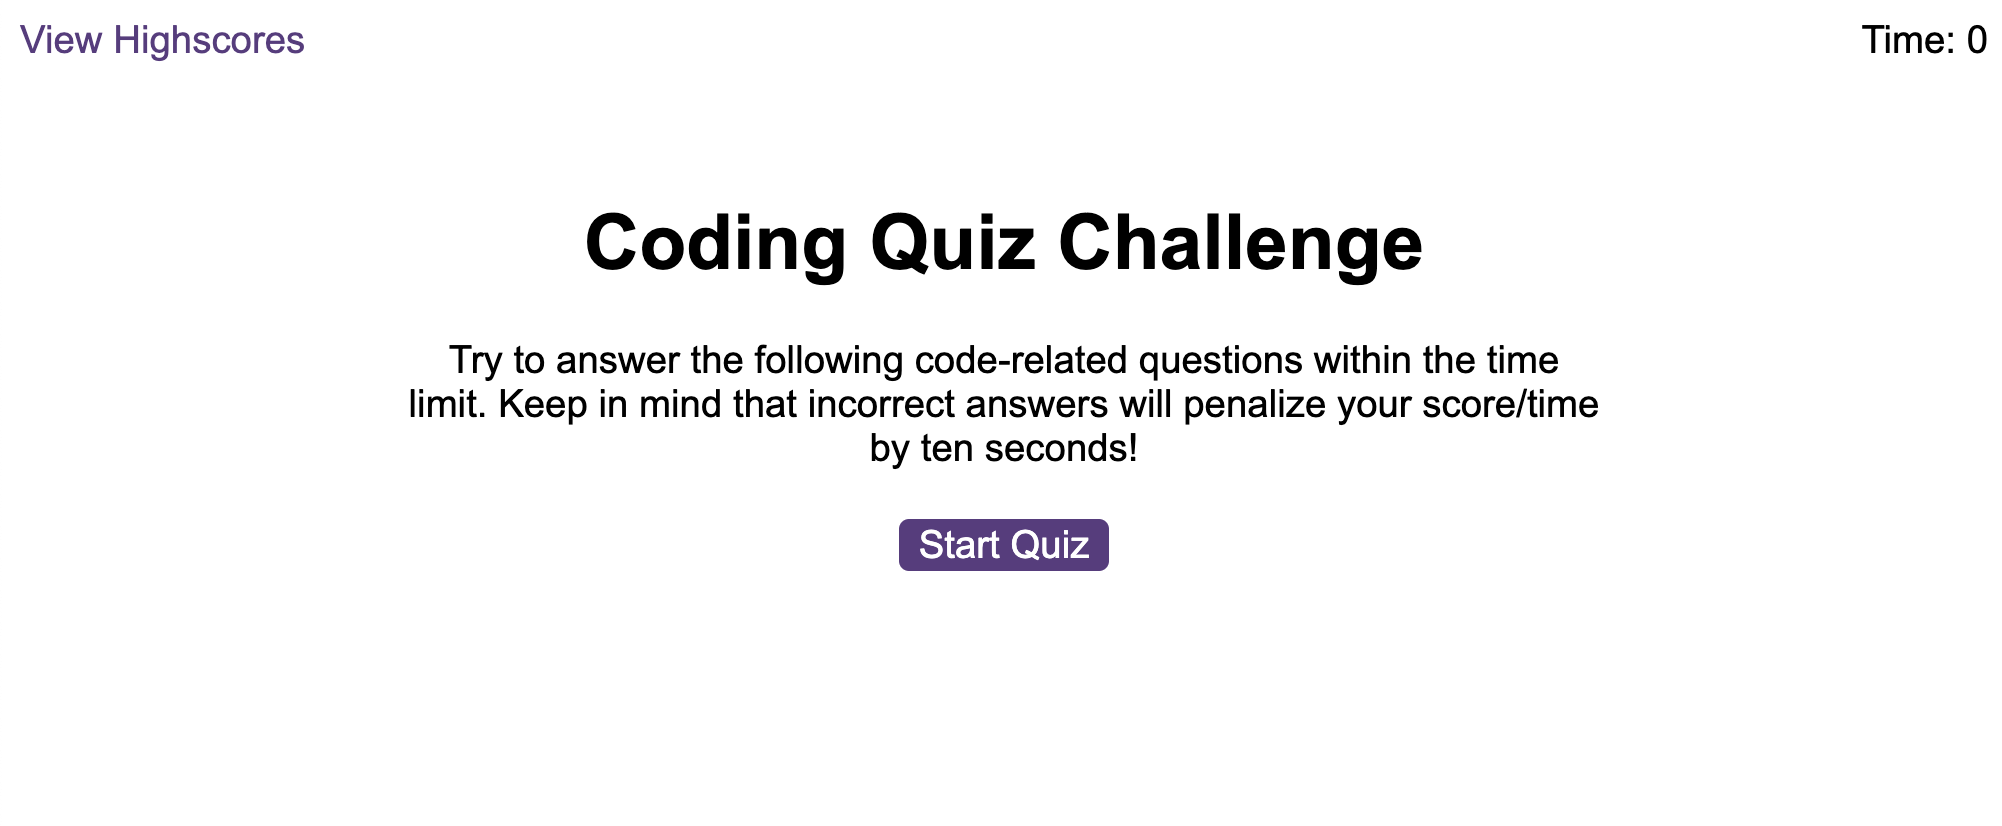 View Highscores
Time: 0
Coding Quiz Challenge
Try to answer the following code-related questions within the time
limit. Keep in mind that incorrect answers will penalize your score/time
by ten seconds!
Start Quiz